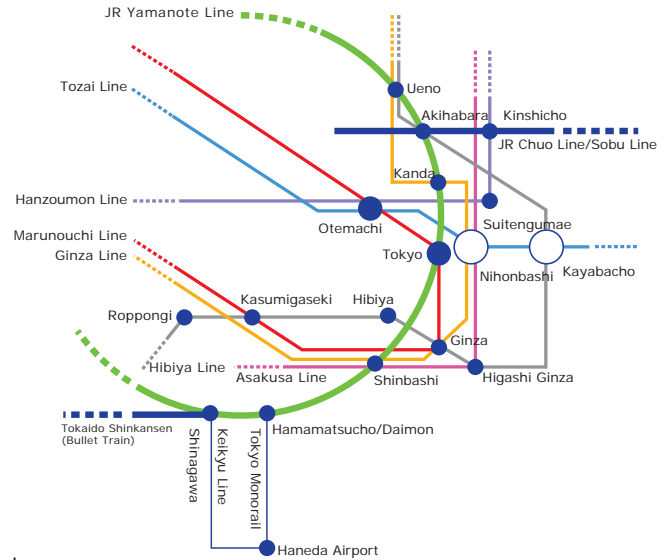 JR Yamanote Line
Ueno
Tozai Line
Akihabara
Kinshicho
JR Chuo Line/Sobu Line
Kanda
Hanzoumon Line
Otemachi
Suitengumae
Marunouchi Line
Ginza Line
Tokyo
Nihonbashi
Kayabacho
Kasumigaseki
Hibiya
Roppongi
Ginza
Hibiya Line
Asakusa Line
Shinbashi
Higashi Ginza
Tokaido Shinkansen
(Bullet Train)
Shinagawa
Keikyu Line
Tokyo Monorail
Hamamatsucho/Daimon
Haneda Airport